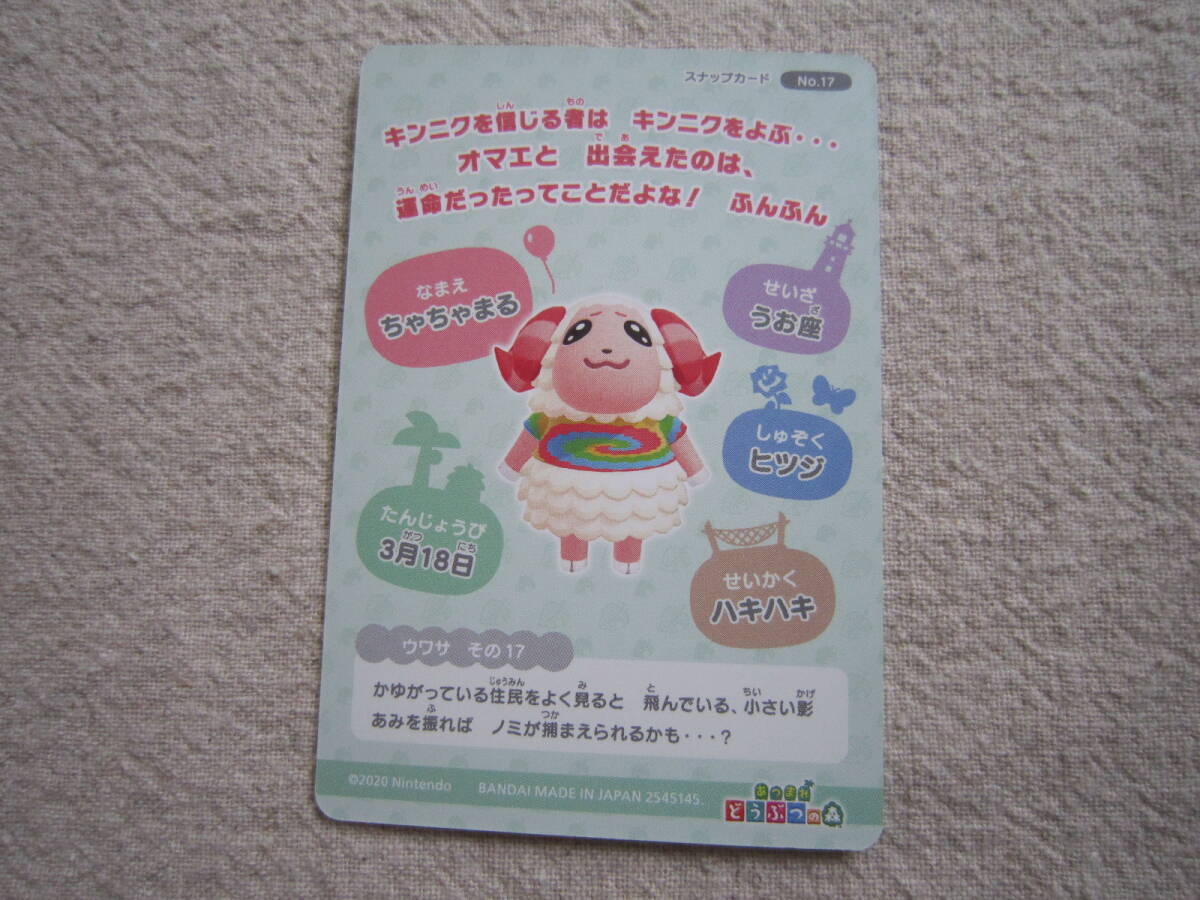 スナップカード No.17
キンニクを信じる者は キンニクをよぶ・・・
オマエと 出会えたのは、
運命だったってことだよな! ふんふん
なまえ
ちゃちゃまる
せいざ
うお座
しゅぞく
ヒツジ
たんじょうび
3月18日
せいかく
ハキハキ
ウワサ その17
かゆがっている住民をよく見ると 飛んでいる、小さい影
あみを振れば ノミが捕まえられるかも・・・?
©2020 Nintendo BANDAI MADE IN JAPAN 2545145.
あつまれ
どうぶつの森